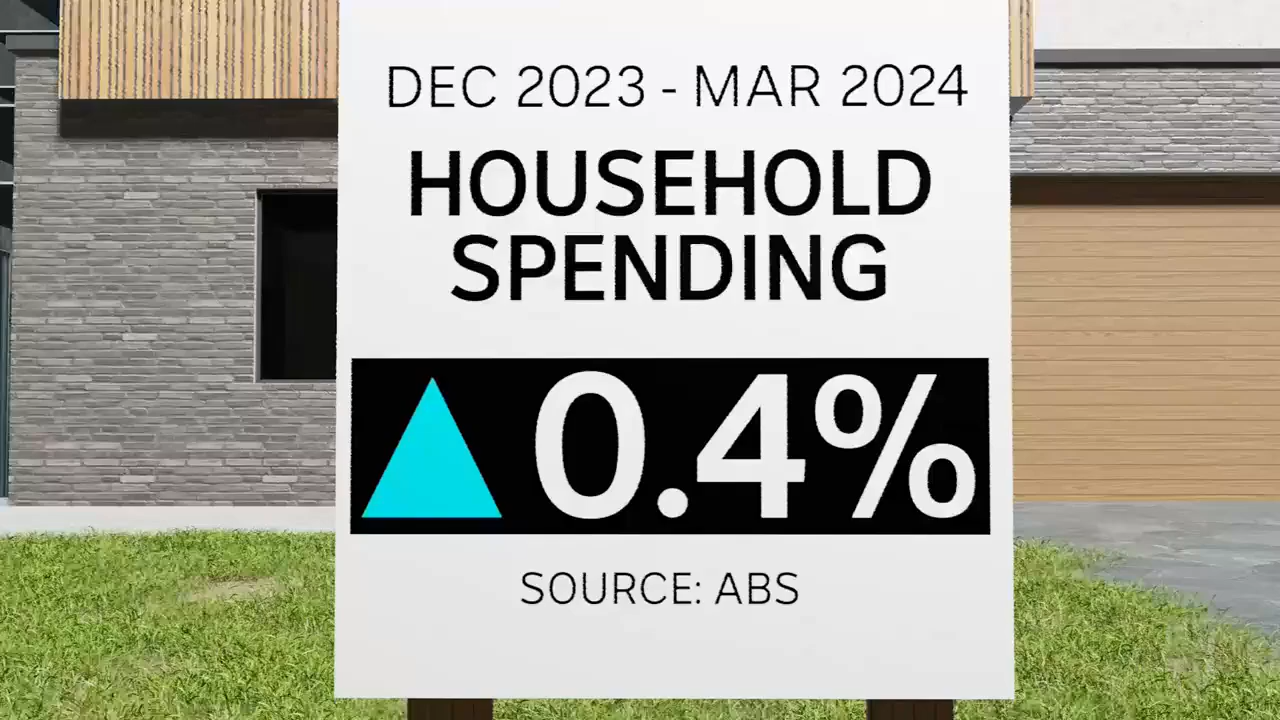 DEC 2023 - MAR 2024
HOUSEHOLD
SPENDING
▲0.4%
SOURCE: ABS